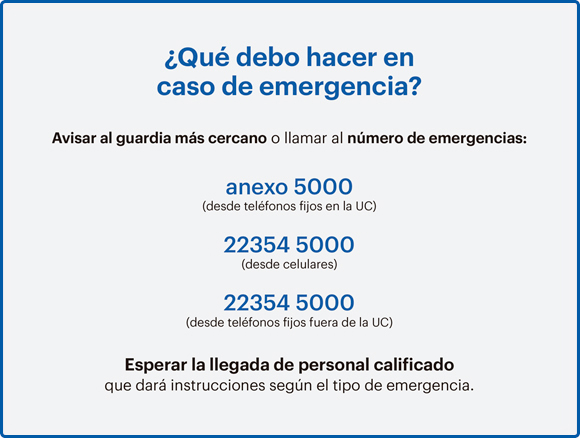 ¿Qué debo hacer en
caso de emergencia?
Avisar al guardia más cercano o llamar al número de emergencias:
anexo 5000
(desde teléfonos fijos en la UC)
22354 5000
(desde celulares)
22354 5000
(desde teléfonos fijos fuera de la UC)
Esperar la llegada de personal calificado
que dará instrucciones según el tipo de emergencia.